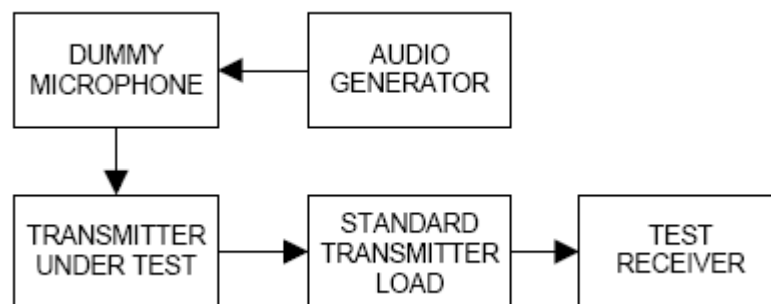 DUMMY
MICROPHONE
AUDIO
GENERATOR
TRANSMITTER
UNDER TEST
STANDARD
TRANSMITTER
LOAD
TEST
RECEIVER